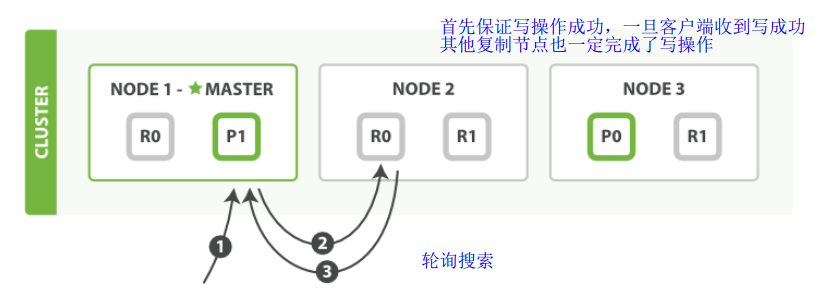 首先保证写操作成功，一旦客户端收到写成功
其他复制节点也一定完成了写操作
CLUSTER
NODE 1 - ★ MASTER
R0 P1
NODE 2
R0 R1
NODE 3
P0 R1
1
2
3
轮询搜索